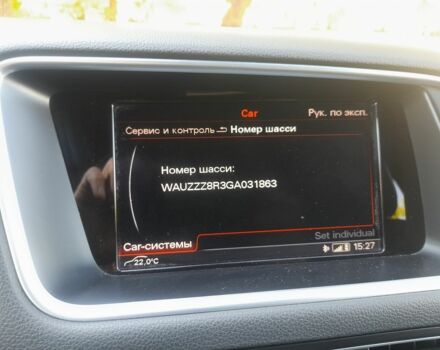 Car
Рук. по эксп.
Сервис и контроль Номер шасси
Номер шасси:
WAUZZZ8R3GA031863
Set individual
Car-системы
22.0°C
15:27